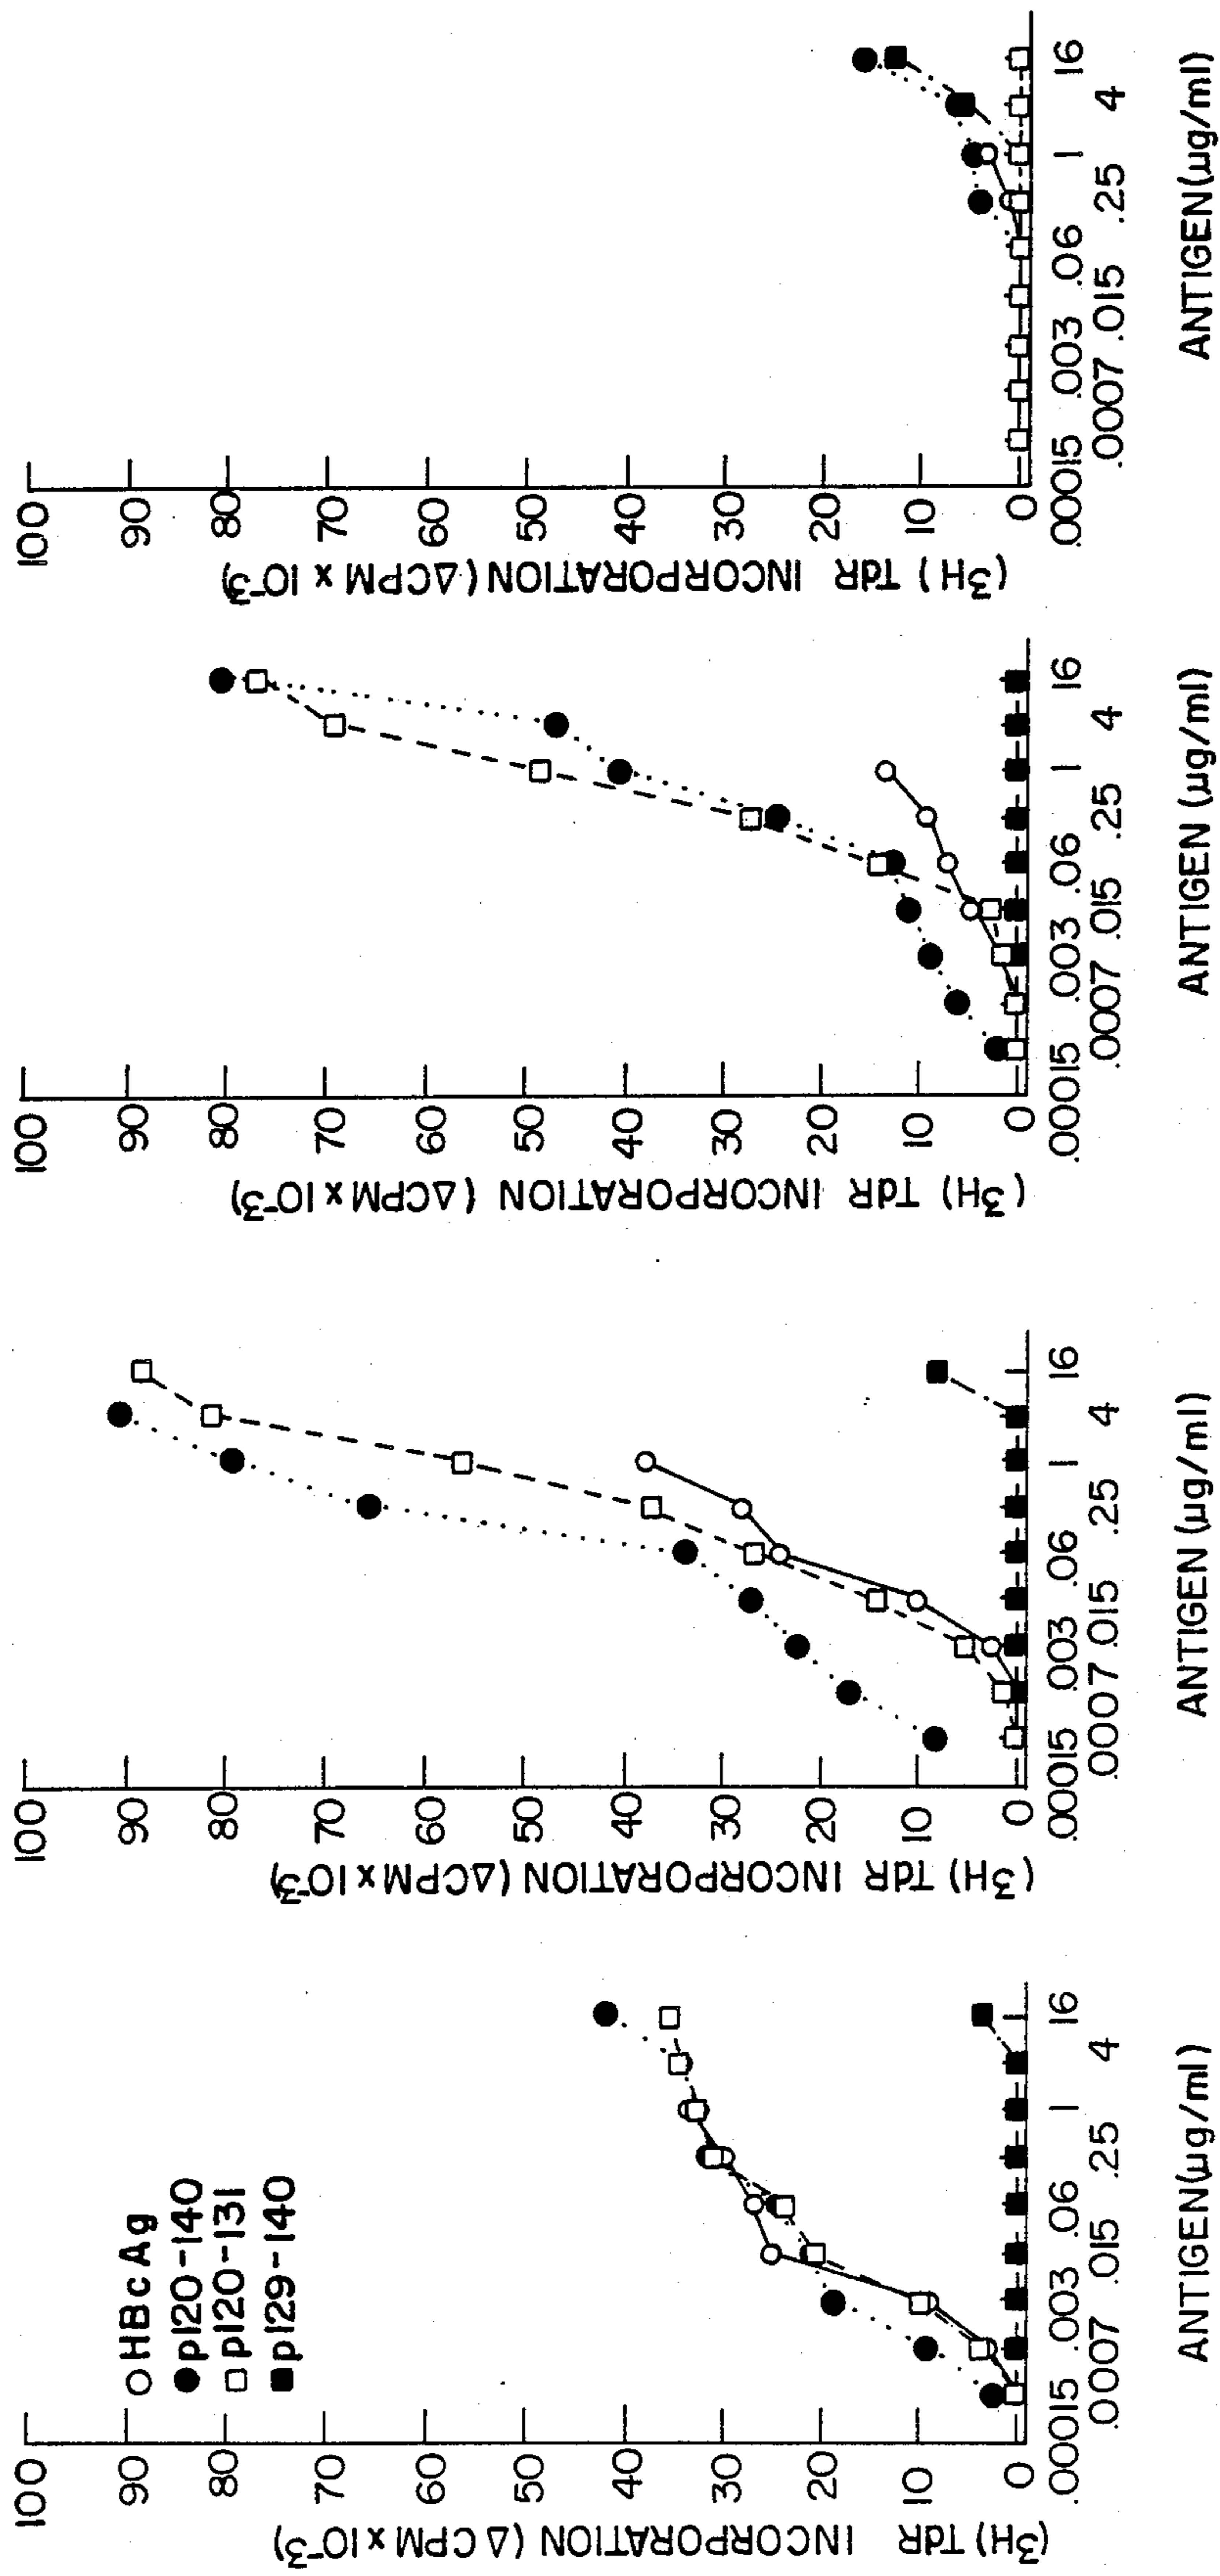 HBcAg
p120-140
p120-131
p129-140
100
90
80
70
60
50
40
30
20
10
0
(3H) TdR INCORPORATION (ΔCPM x 10-3)
.00015 .003 .06 1 16
.0007 .015 .25 4
ANTIGEN(µg/ml)
100
90
80
70
60
50
40
30
20
10
0
(3H) TdR INCORPORATION (ΔCPM x 10-3)
.00015 .003 .06 1 16
.0007 .015 .25 4
ANTIGEN (µg/ml)
100
90
80
70
60
50
40
30
20
10
0
(3H) TdR INCORPORATION (ΔCPM x 10-3)
.00015 .003 .06 1 16
.0007 .015 .25 4
ANTIGEN (µg/ml)
100
90
80
70
60
50
40
30
20
10
0
(3H) TdR INCORPORATION (ΔCPM x 10-3)
.00015 .003 .06 1 16
.0007 .015 .25 4
ANTIGEN(µg/ml)